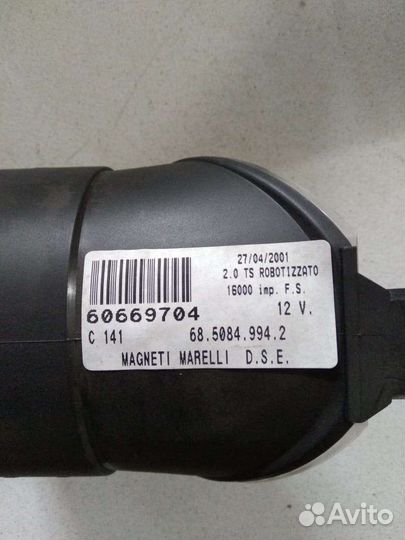 27/04/2001
2.0 TS ROBOTIZZATO
16000 imp. F.S.
60669704 12 V.
C 141 68.5084.994.2
MAGNETI MARELLI D.S.E.
Avito